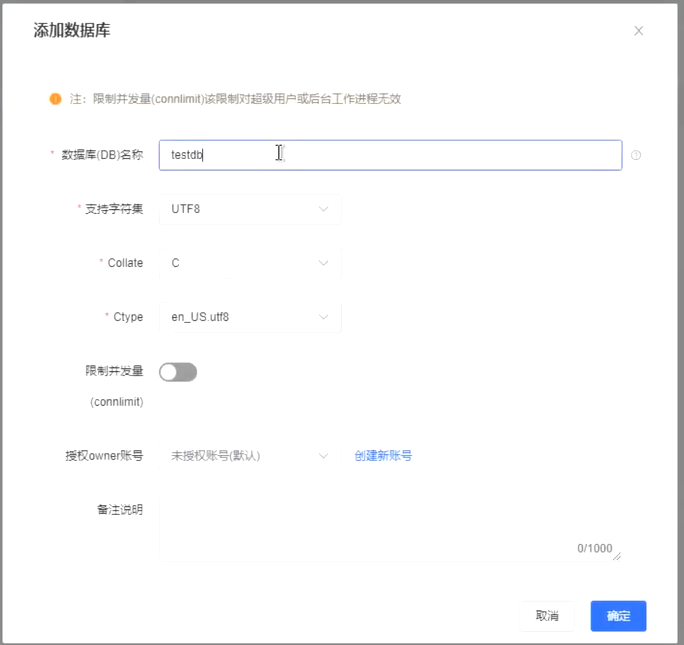 添加数据库
注：限制并发量(connlimit)该限制对超级用户或后台工作进程无效
* 数据库(DB)名称 testdb
* 支持字符集 UTF8
* Collate C
* Ctype en_US.utf8
限制并发量
(connlimit)
授权owner账号 未授权账号(默认) 创建新账号
备注说明
0/1000
取消 确定